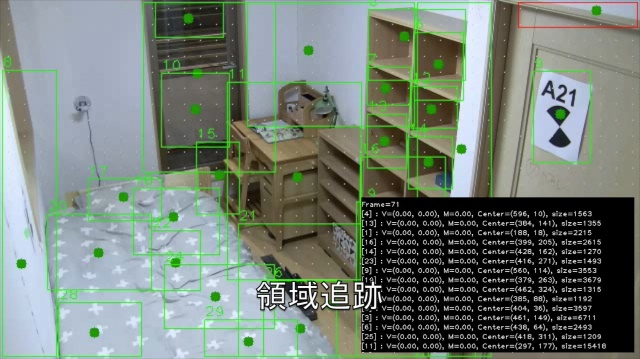 8
10
11
15
A21
Frame=71
[4] : V=(0.00, 0.00), M=0.00, Center=(596, 10), size=1563
[13] : V=(0.00, 0.00), M=0.00, Center=(384, 141), size=1355
[1] : V=(0.00, 0.00), M=0.00, Center=(188, 18), size=2215
[16] : V=(0.00, 0.00), M=0.00, Center=(399, 205), size=2615
[14] : V=(0.00, 0.00), M=0.00, Center=(428, 162), size=1270
[23] : V=(0.00, 0.00), M=0.00, Center=(416, 271), size=1493
[9] : V=(0.00, 0.00), M=0.00, Center=(560, 114), size=3553
V=(0.00, 0.00), M=0.00, Center=(379, 263), size=3679
V=(0.00, 0.00), M=0.00, Center=(462, 324), size=1315
V=(0.00, 0.00), M=0.00, Center=(385, 88), size=1192
V=(0.00, 0.00), M=0.00, Center=(404, 36), size=3597
[3] : V=(0.00, 0.00), M=0.00, Center=(461, 149), size=6711
[6] : V=(0.00, 0.00), M=0.00, Center=(438, 64), size=2493
[25] : V=(0.00, 0.00), M=0.00, Center=(418, 311), size=1209
[11] : V=(0.00, 0.00), M=0.00, Center=(297, 177), size=15418
領域追跡
21
28
29